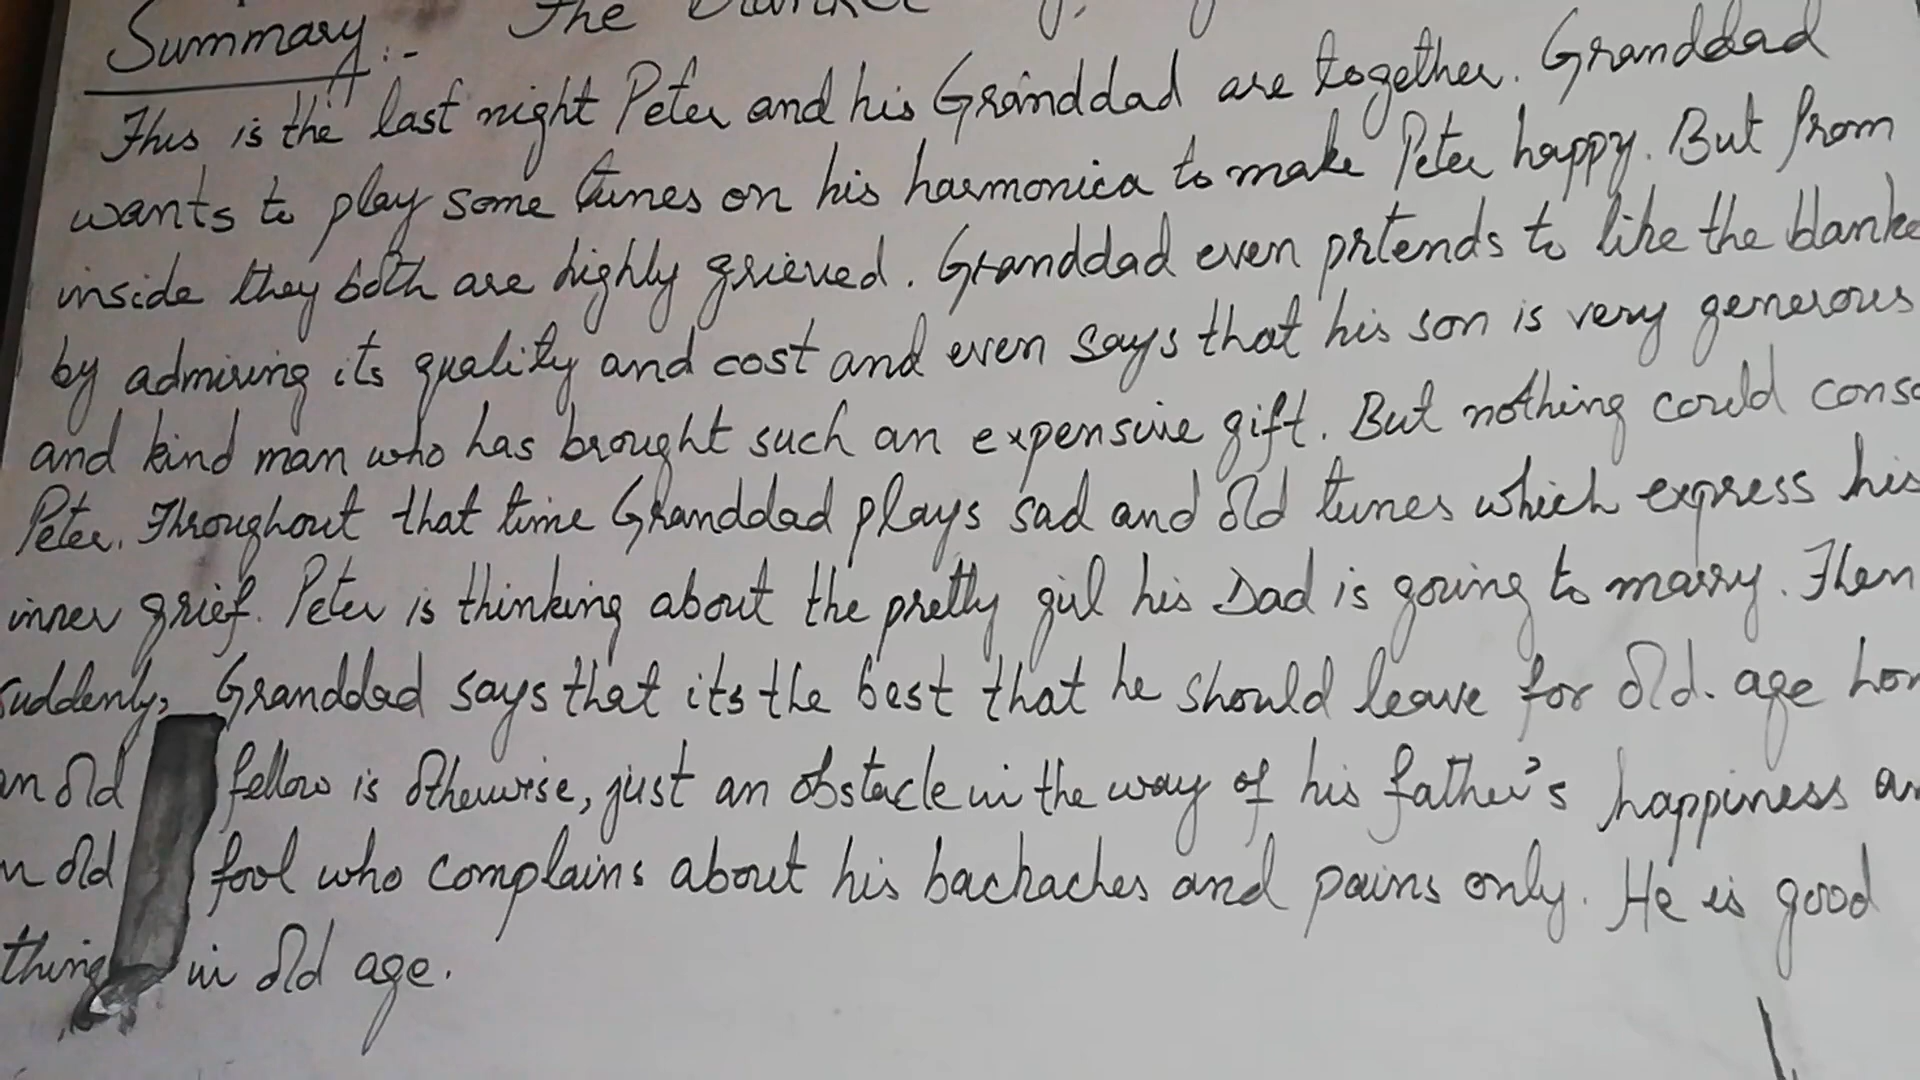 Summary:- The Blanket
This is the last night Peter and his Granddad are together. Granddad
wants to play some tunes on his harmonica to make Peter happy. But from
inside they both are highly grieved. Granddad even pretends to like the blanke
by admiring its quality and cost and even says that his son is very generous
and kind man who has brought such an expensive gift. But nothing could conso
Peter. Throughout that time Granddad plays sad and old tunes which express his
inner grief. Peter is thinking about the pretty girl his Dad is going to marry. Then
suddenly, Granddad says that its the best that he should leave for old-age hom
an old fellow is otherwise, just an obstacle in the way of his father's happiness an
n old fool who complains about his backaches and pains only. He is good
thing in old age.